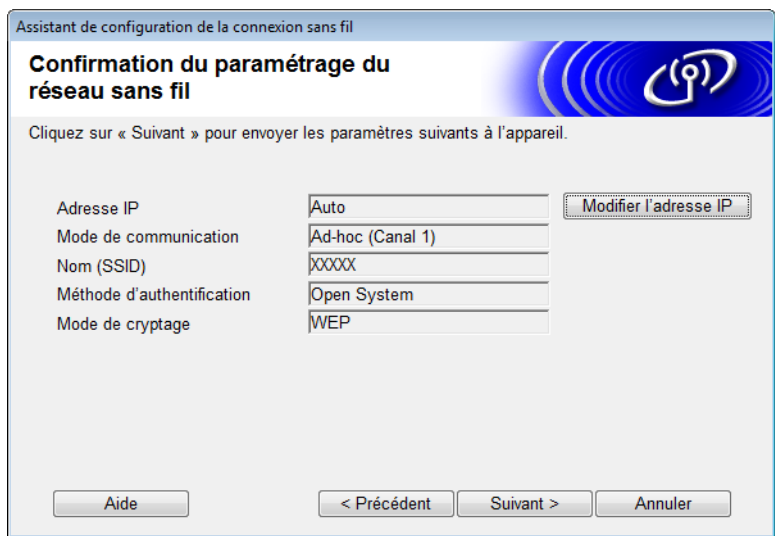 Assistant de configuration de la connexion sans fil
Confirmation du paramétrage du
réseau sans fil
Cliquez sur « Suivant » pour envoyer les paramètres suivants à l'appareil.
Adresse IP Auto Modifier l'adresse IP
Mode de communication Ad-hoc (Canal 1)
Nom (SSID) XXXXX
Méthode d'authentification Open System
Mode de cryptage WEP
Aide < Précédent Suivant > Annuler